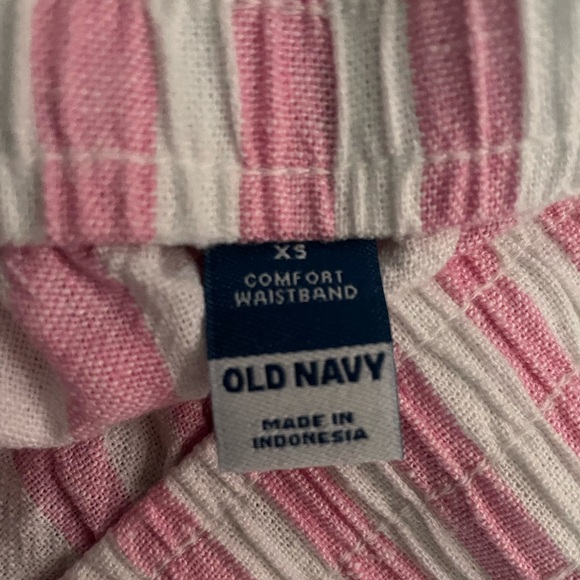 XS
COMFORT
WAISTBAND
OLD NAVY
MADE IN
INDONESIA